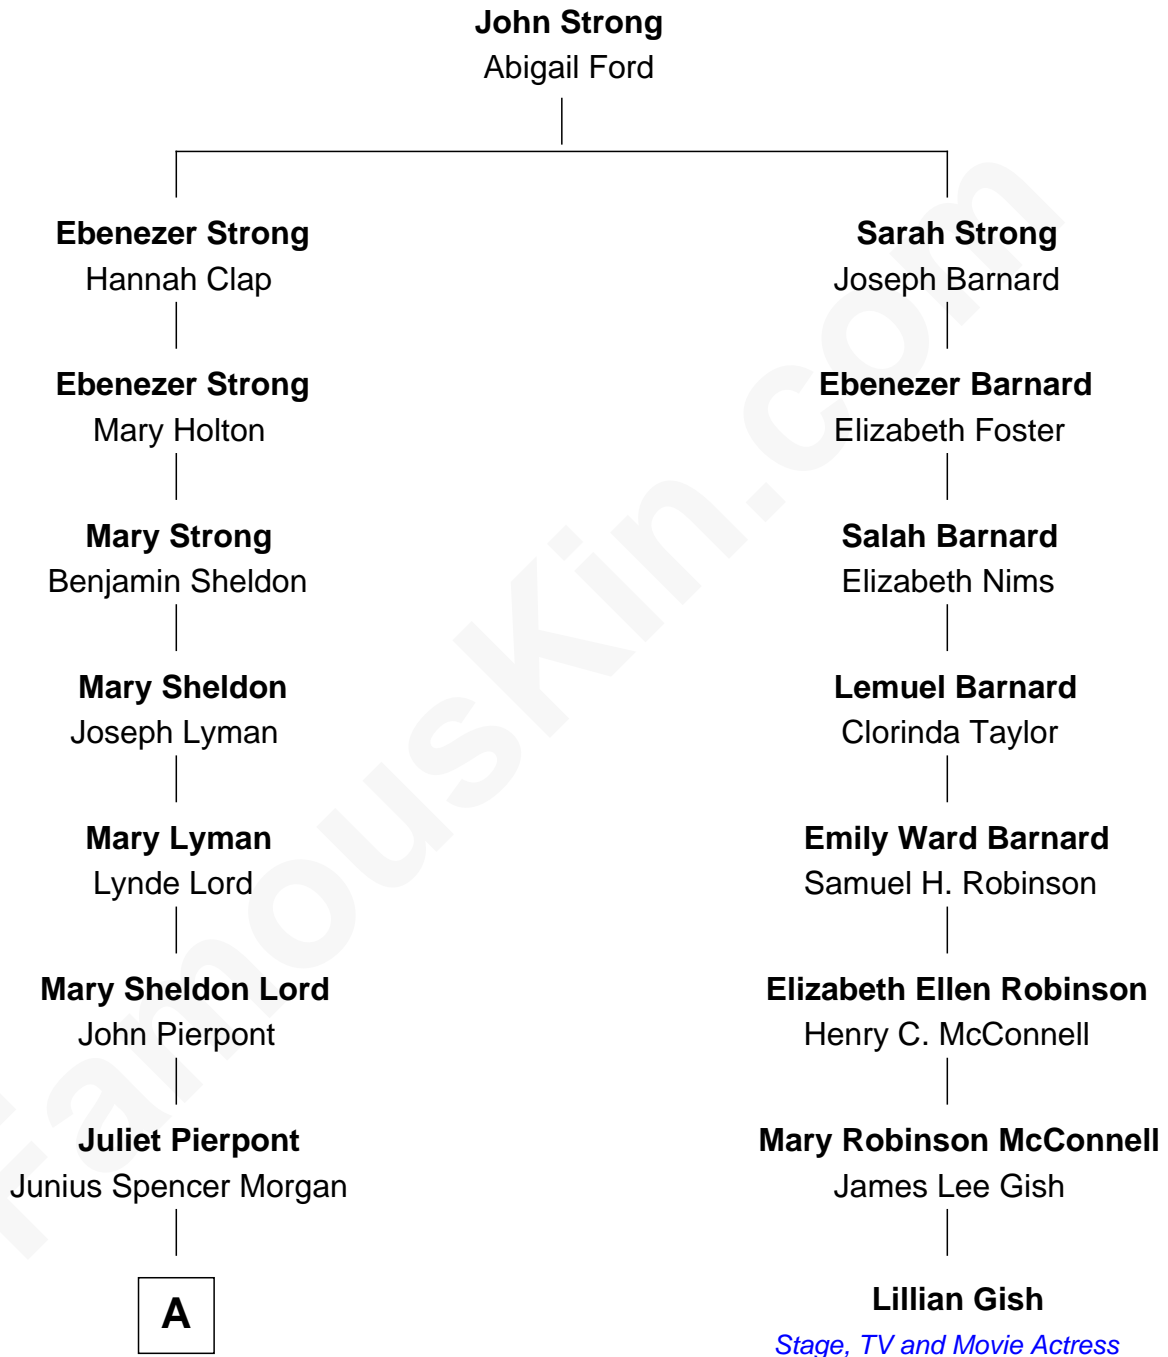 John Strong
Abigail Ford
Ebenezer Strong
Hannah Clap
Sarah Strong
Joseph Barnard
Ebenezer Strong
Mary Holton
Ebenezer Barnard
Elizabeth Foster
Mary Strong
Benjamin Sheldon
Salah Barnard
Elizabeth Nims
Mary Sheldon
Joseph Lyman
Lemuel Barnard
Clorinda Taylor
Mary Lyman
Lynde Lord
Emily Ward Barnard
Samuel H. Robinson
Mary Sheldon Lord
John Pierpont
Elizabeth Ellen Robinson
Henry C. McConnell
Juliet Pierpont
Junius Spencer Morgan
Mary Robinson McConnell
James Lee Gish
A
Lillian Gish
Stage, TV and Movie Actress
FamousKin.com